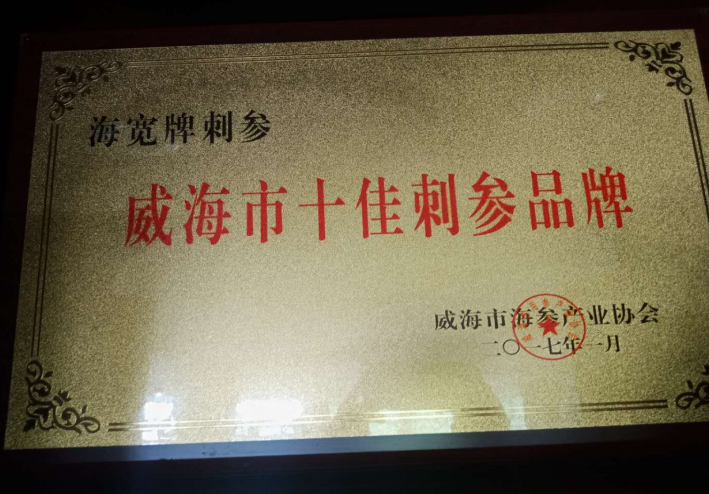 海宽牌刺参
威海市十佳刺参品牌
威海市海参产业协会
二〇一七年一月